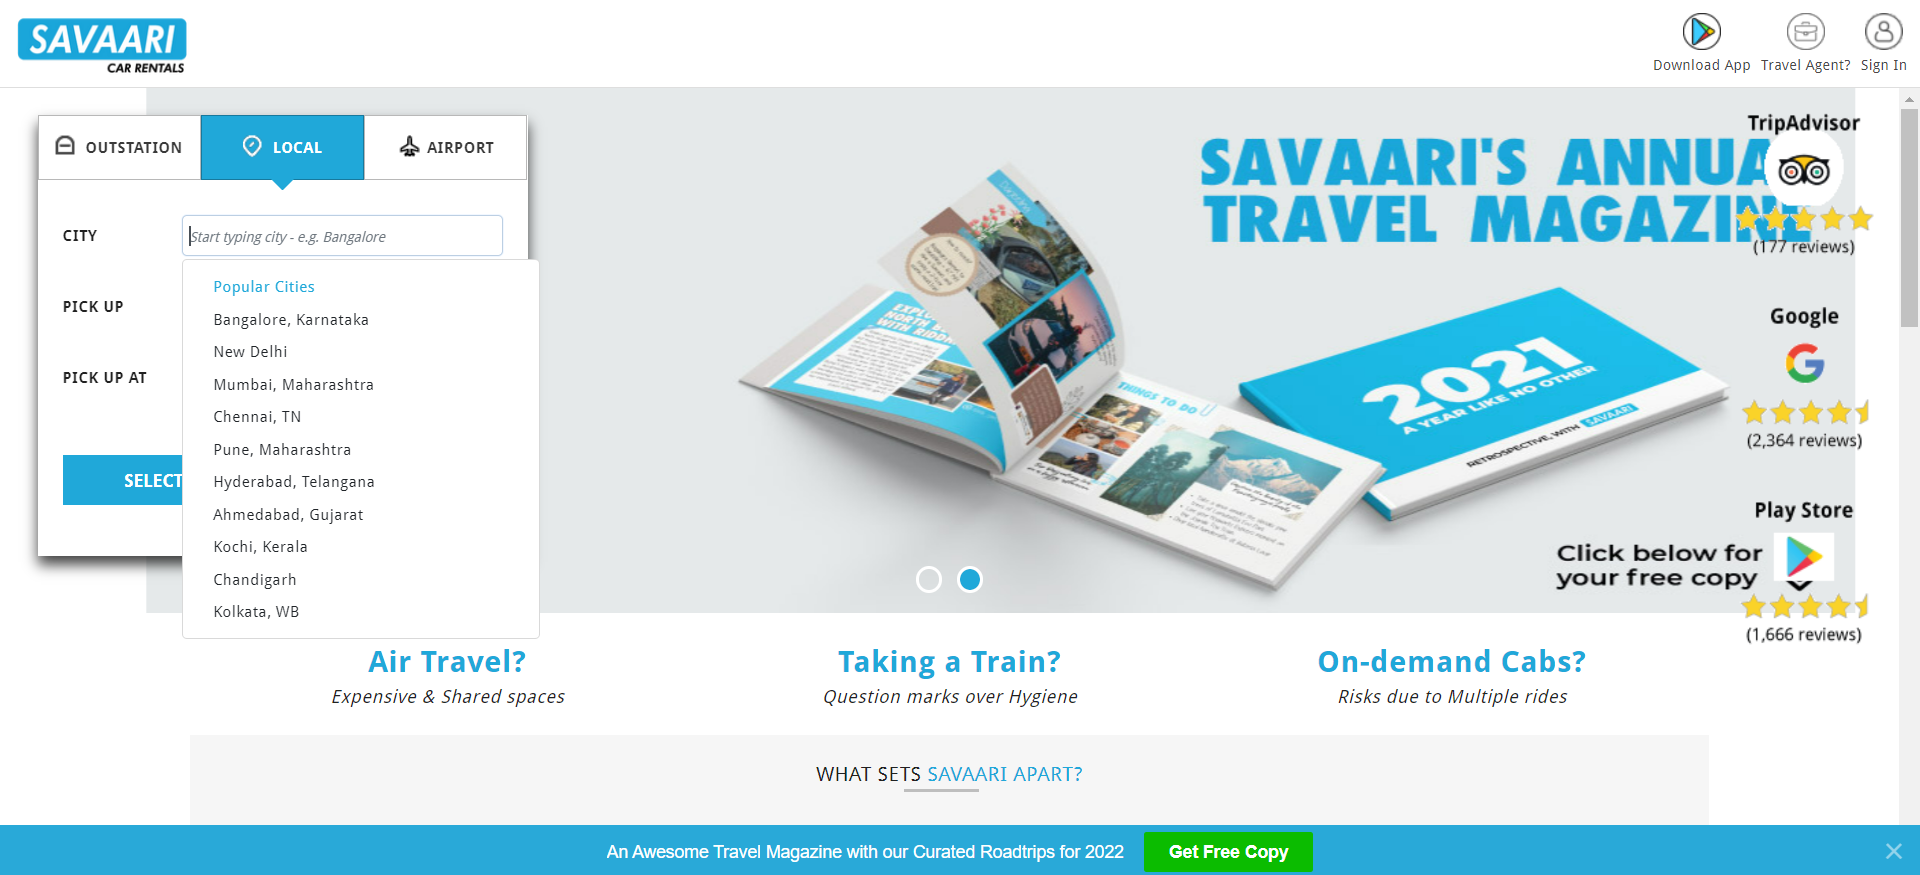 SAVAARI
CAR RENTALS
Download App
Travel Agent?
Sign In
OUTSTATION
LOCAL
AIRPORT
CITY
Start typing city - e.g. Bangalore
PICK UP
PICK UP AT
SELECT
Popular Cities
Bangalore, Karnataka
New Delhi
Mumbai, Maharashtra
Chennai, TN
Pune, Maharashtra
Hyderabad, Telangana
Ahmedabad, Gujarat
Kochi, Kerala
Chandigarh
Kolkata, WB
SAVAARI'S ANNUA
TRAVEL MAGAZIN
THINGS TO DO
2021
A YEAR LIKE NO OTHER
RETROSPECTIVE, WITH SAVAARI
Click below for
your free copy
TripAdvisor
(177 reviews)
Google
(2,364 reviews)
Play Store
(1,666 reviews)
Air Travel?
Expensive & Shared spaces
Taking a Train?
Question marks over Hygiene
On-demand Cabs?
Risks due to Multiple rides
WHAT SETS SAVAARI APART?
An Awesome Travel Magazine with our Curated Roadtrips for 2022
Get Free Copy